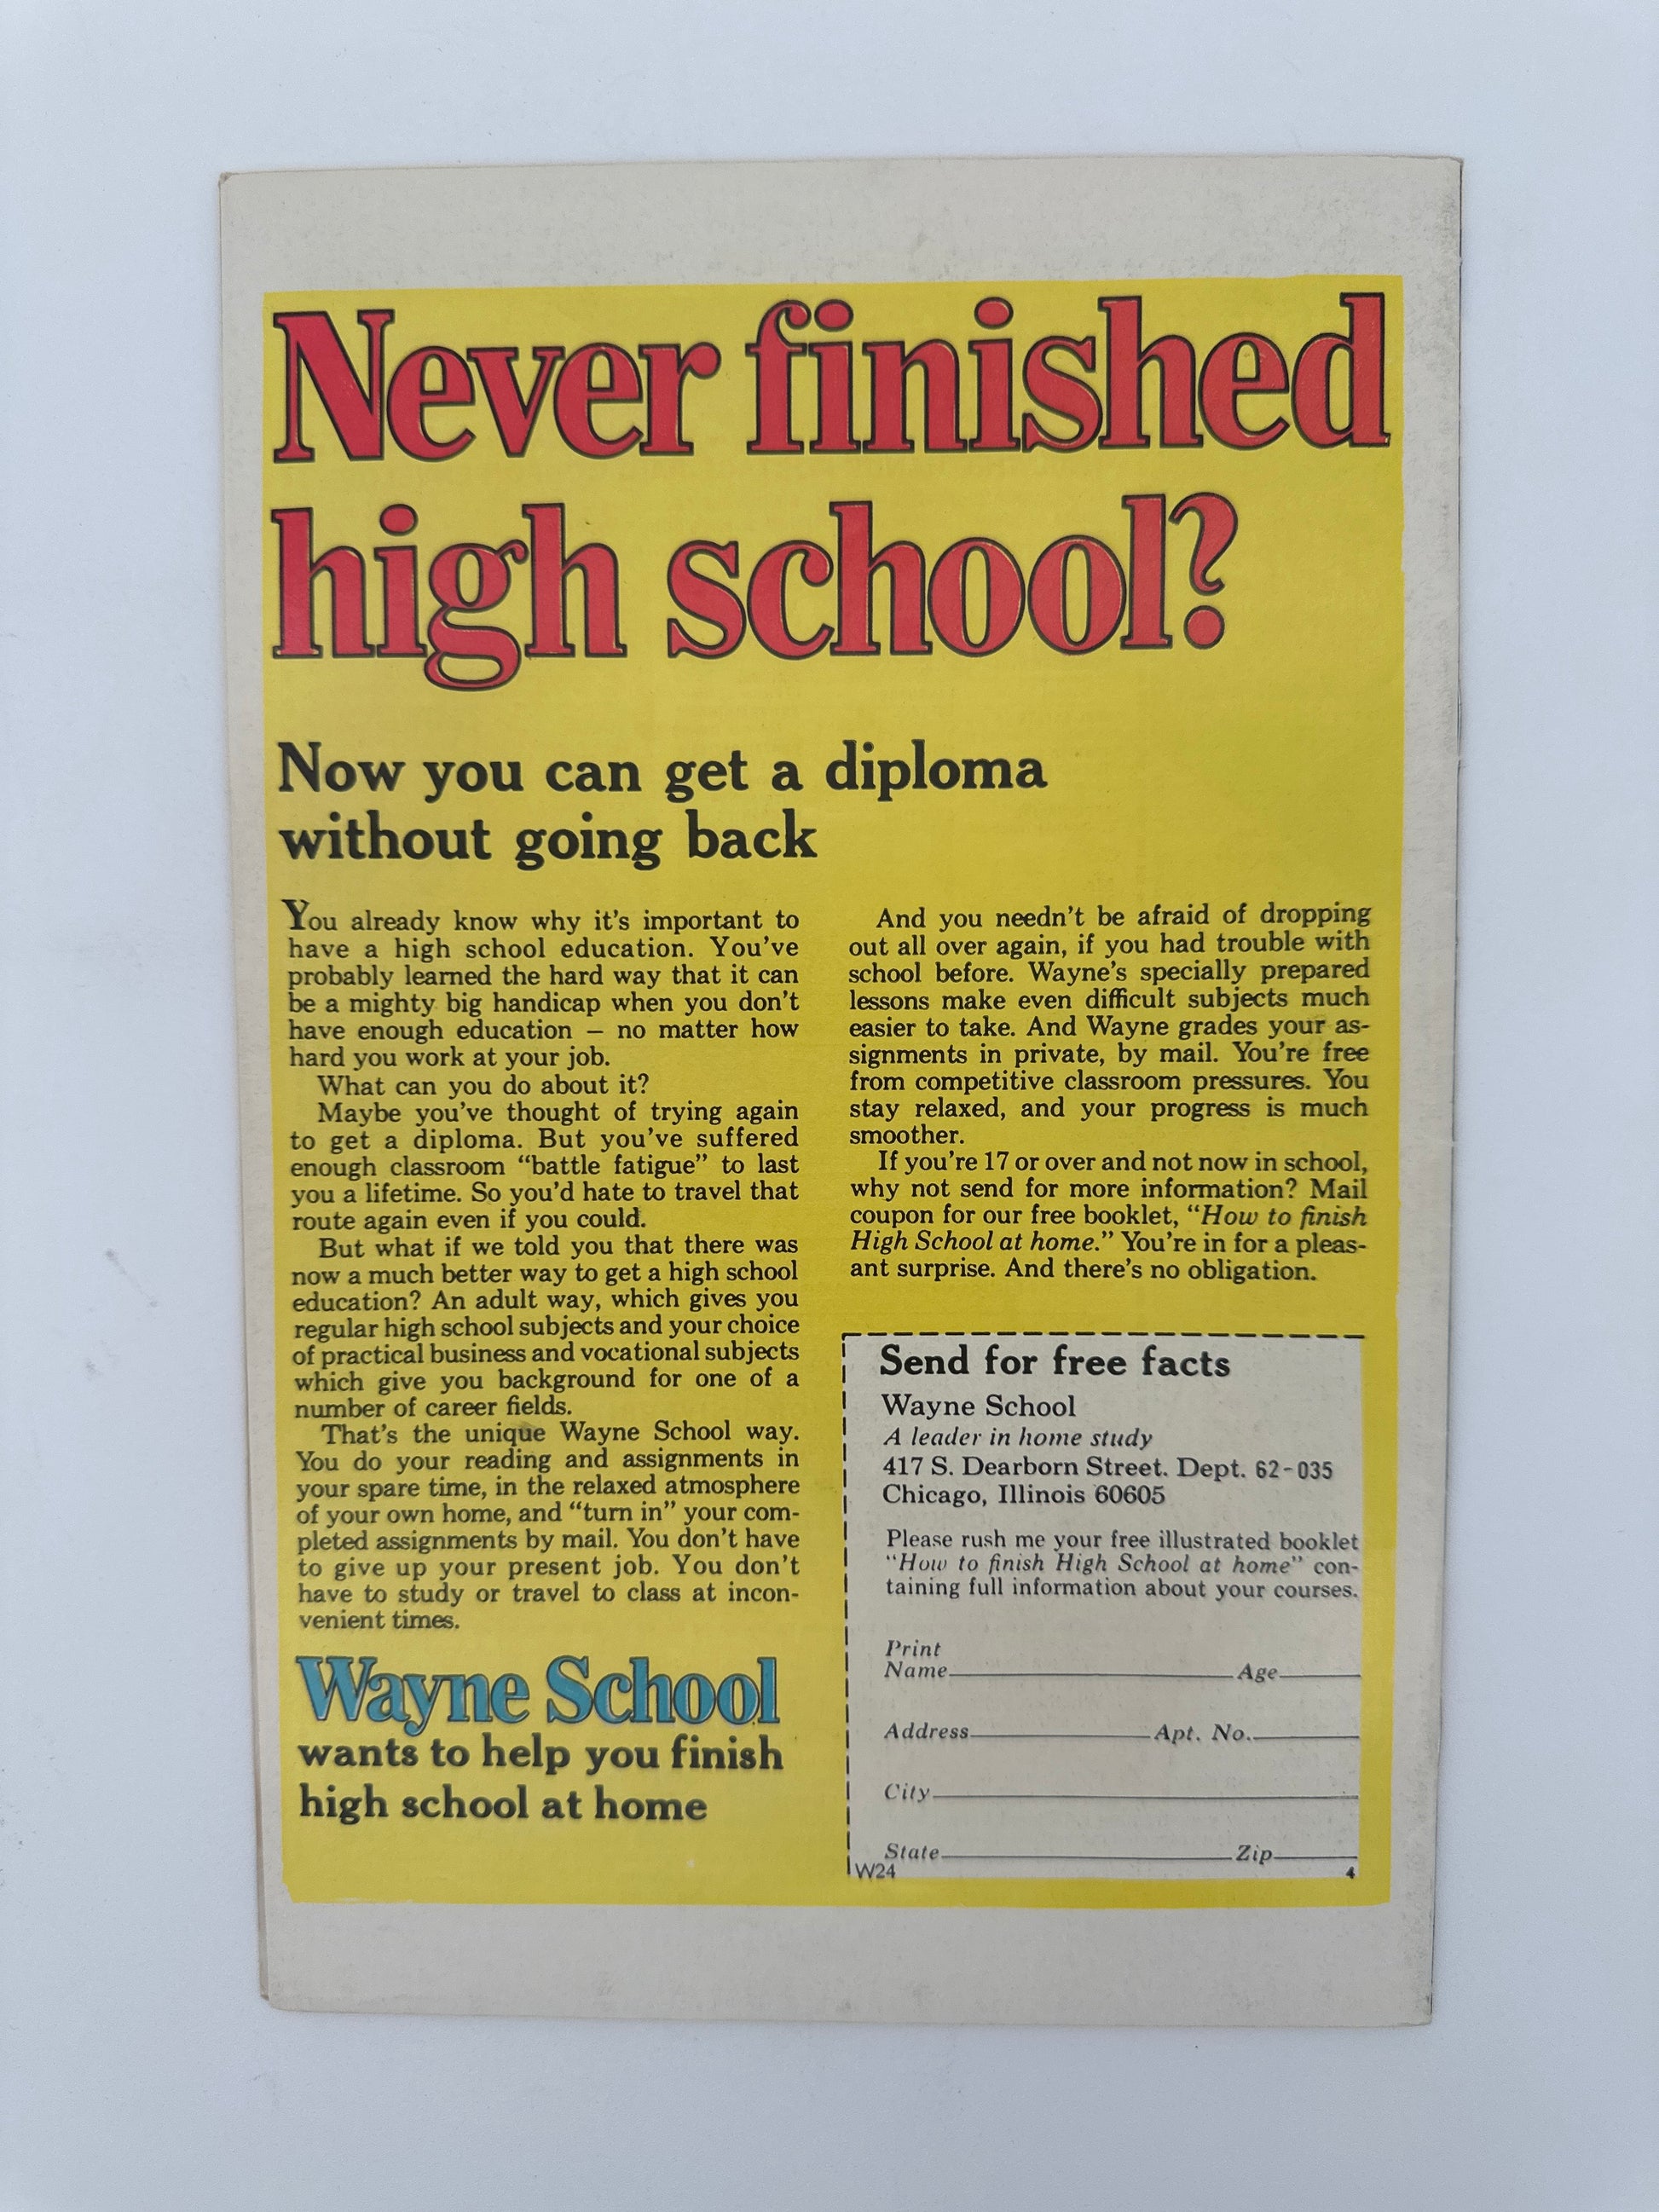 Never finished
high school?
Now you can get a diploma
without going back
You already know why it's important to
have a high school education. You've
probably learned the hard way that it can
be a mighty big handicap when you don't
have enough education – no matter how
hard you work at your job.
What can you do about it?
Maybe you've thought of trying again
to get a diploma. But you've suffered
enough classroom “battle fatigue” to last
you a lifetime. So you'd hate to travel that
route again even if you could.
But what if we told you that there was
now a much better way to get a high school
education? An adult way, which gives you
regular high school subjects and your choice
of practical business and vocational subjects
which give you background for one of a
number of career fields.
That's the unique Wayne School way.
You do your reading and assignments in
your spare time, in the relaxed atmosphere
of your own home, and “turn in” your com-
pleted assignments by mail. You don't have
to give up your present job. You don't
have to study or travel to class at incon-
venient times.
Wayne School
wants to help you finish
high school at home
And you needn't be afraid of dropping
out all over again, if you had trouble with
school before. Wayne's specially prepared
lessons make even difficult subjects much
easier to take. And Wayne grades your as-
signments in private, by mail. You're free
from competitive classroom pressures. You
stay relaxed, and your progress is much
smoother.
If you're 17 or over and not now in school,
why not send for more information? Mail
coupon for our free booklet, “How to finish
High School at home.” You're in for a pleas-
ant surprise. And there's no obligation.
Send for free facts
Wayne School
A leader in home study
417 S. Dearborn Street. Dept. 62-035
Chicago, Illinois 60605
Please rush me your free illustrated booklet
“How to finish High School at home” con-
taining full information about your courses.
Print
Name Age
Address Apt. No.
City
State Zip
W24 4